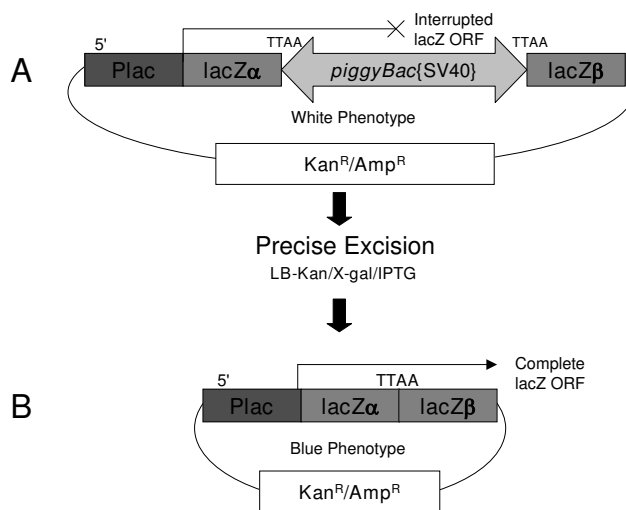 A
5'
Plac
lacZα
TTAA
piggyBac{SV40}
Interrupted
lacZ ORF
TTAA
lacZβ
White Phenotype
Kan^R/Amp^R
Precise Excision
LB-Kan/X-gal/IPTG
B
5'
Plac
lacZα
TTAA
lacZβ
Complete
lacZ ORF
Blue Phenotype
Kan^R/Amp^R